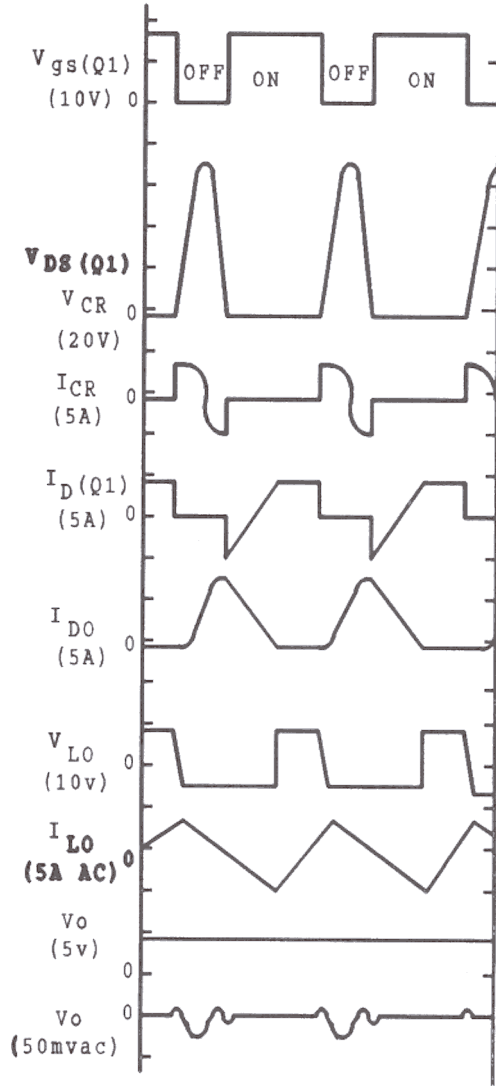 Vgs(Q1)
(10V) 0
OFF ON OFF ON
VDS(Q1)
VCR 0
(20V)
ICR 0
(5A)
ID(Q1)
(5A) 0
IDO
(5A) 0
VLO 0
(10v)
ILO 0
(5A AC)
Vo
(5v)
0
0
Vo
(50mvac)